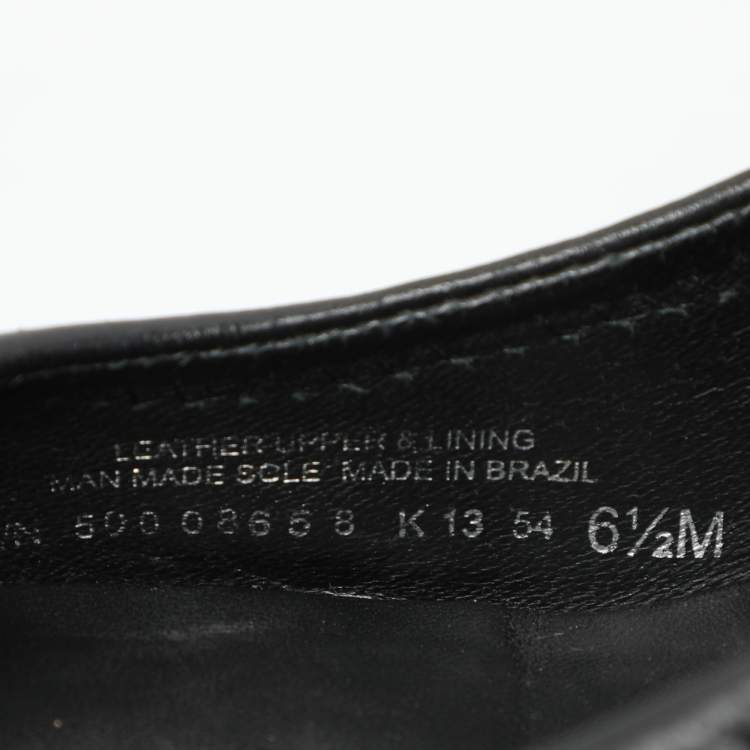 LEATHER UPPER & LINING
MAN MADE SOLE MADE IN BRAZIL
500 08658 K 13 54 6½M